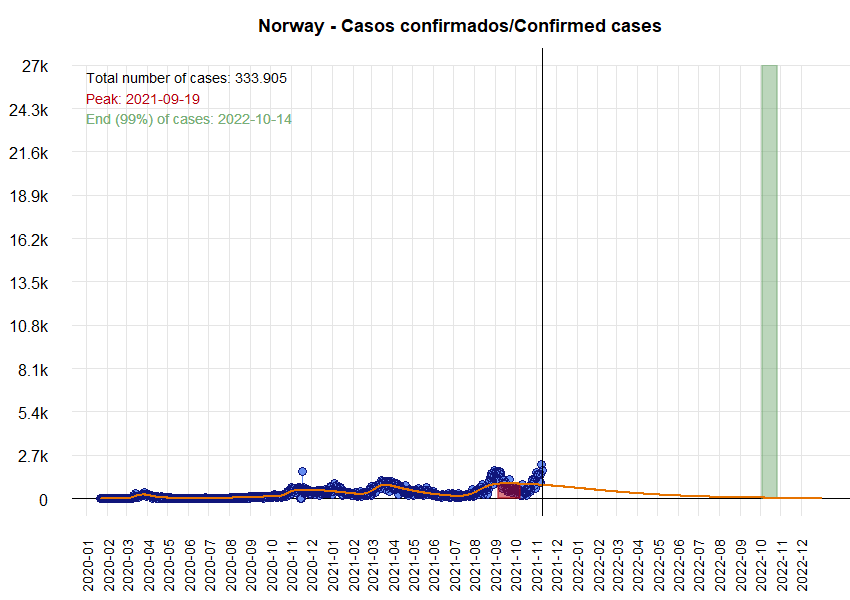 Norway - Casos confirmados/Confirmed cases
Total number of cases: 333.905
Peak: 2021-09-19
End (99%) of cases: 2022-10-14
27k
24.3k
21.6k
18.9k
16.2k
13.5k
10.8k
8.1k
5.4k
2.7k
0
2020-01
2020-02
2020-03
2020-04
2020-05
2020-06
2020-07
2020-08
2020-09
2020-10
2020-11
2020-12
2021-01
2021-02
2021-03
2021-04
2021-05
2021-06
2021-07
2021-08
2021-09
2021-10
2021-11
2021-12
2022-01
2022-02
2022-03
2022-04
2022-05
2022-06
2022-07
2022-08
2022-09
2022-10
2022-11
2022-12